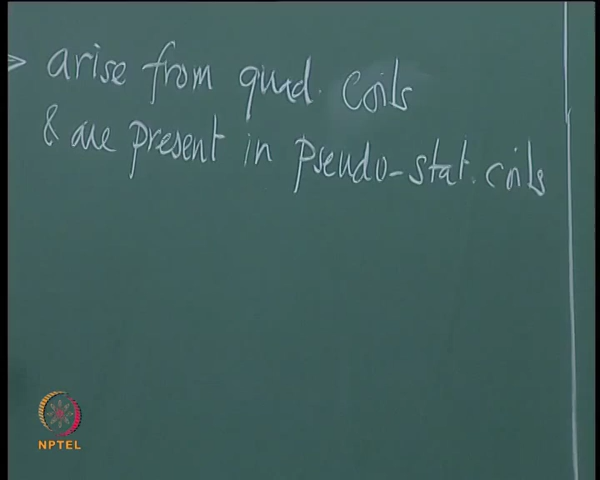 > arise from quad. coils
& are present in pseudo-stat. coils
NPTEL